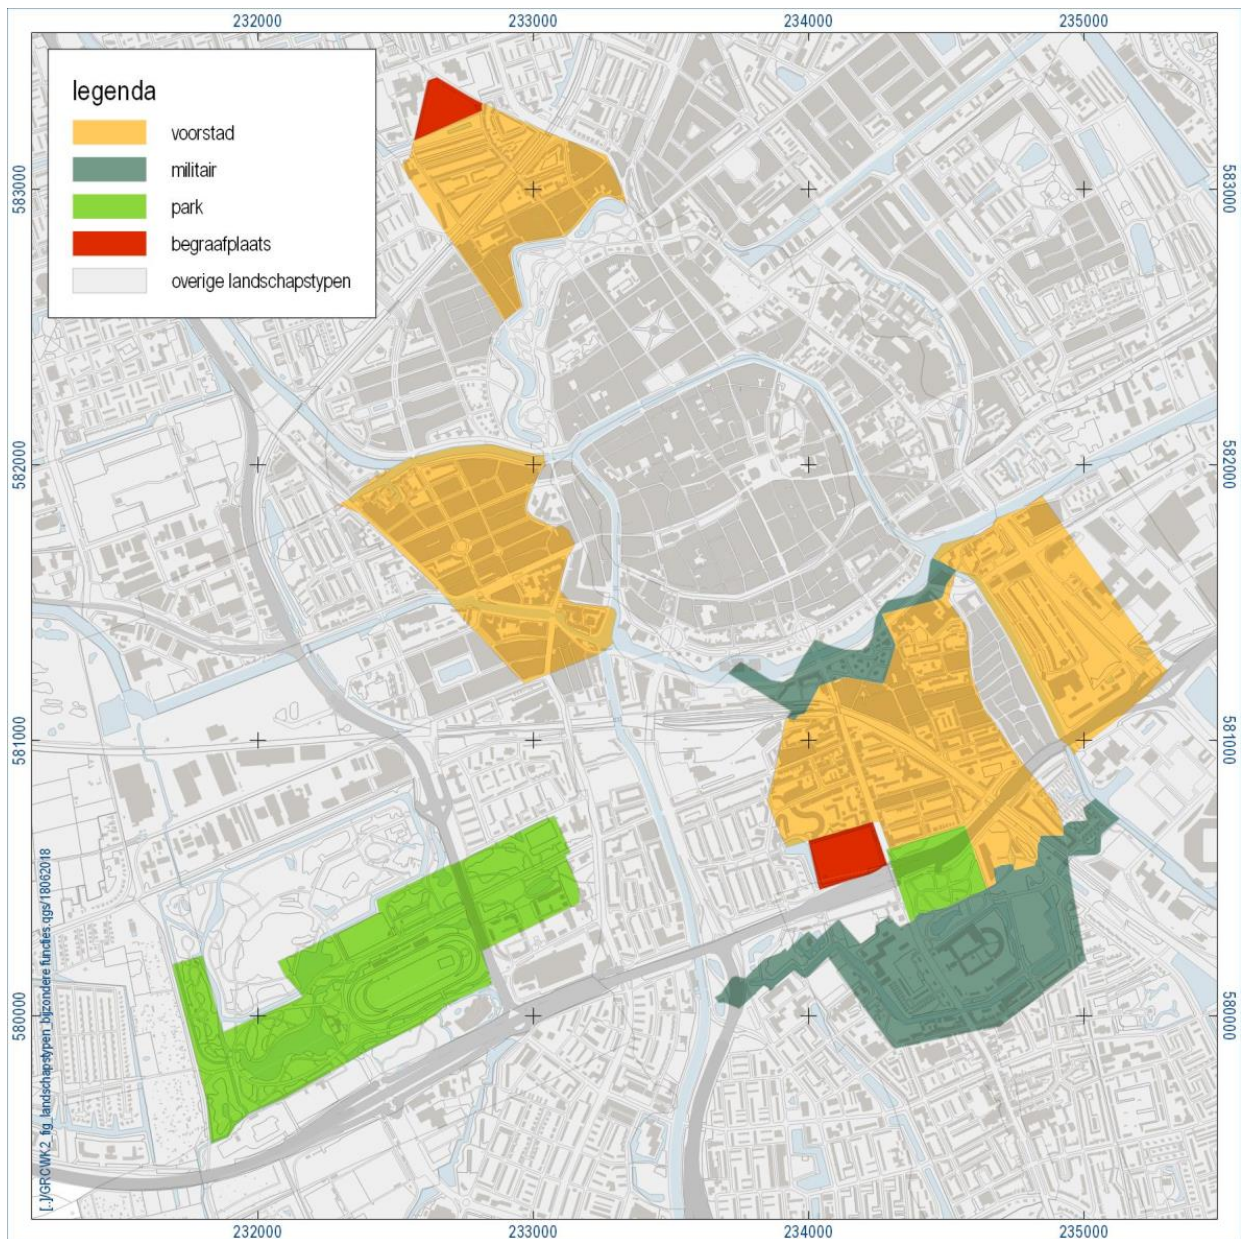 232000 233000 234000 235000
legenda
voorstad
militair
park
begraafplaats
overige landschapstypen
583000 583000
582000 582000
581000 581000
580000 580000
[..]/GRCWK2_fig_landschapstypen_bijzondere functies.qgs/18062018
232000 233000 234000 235000